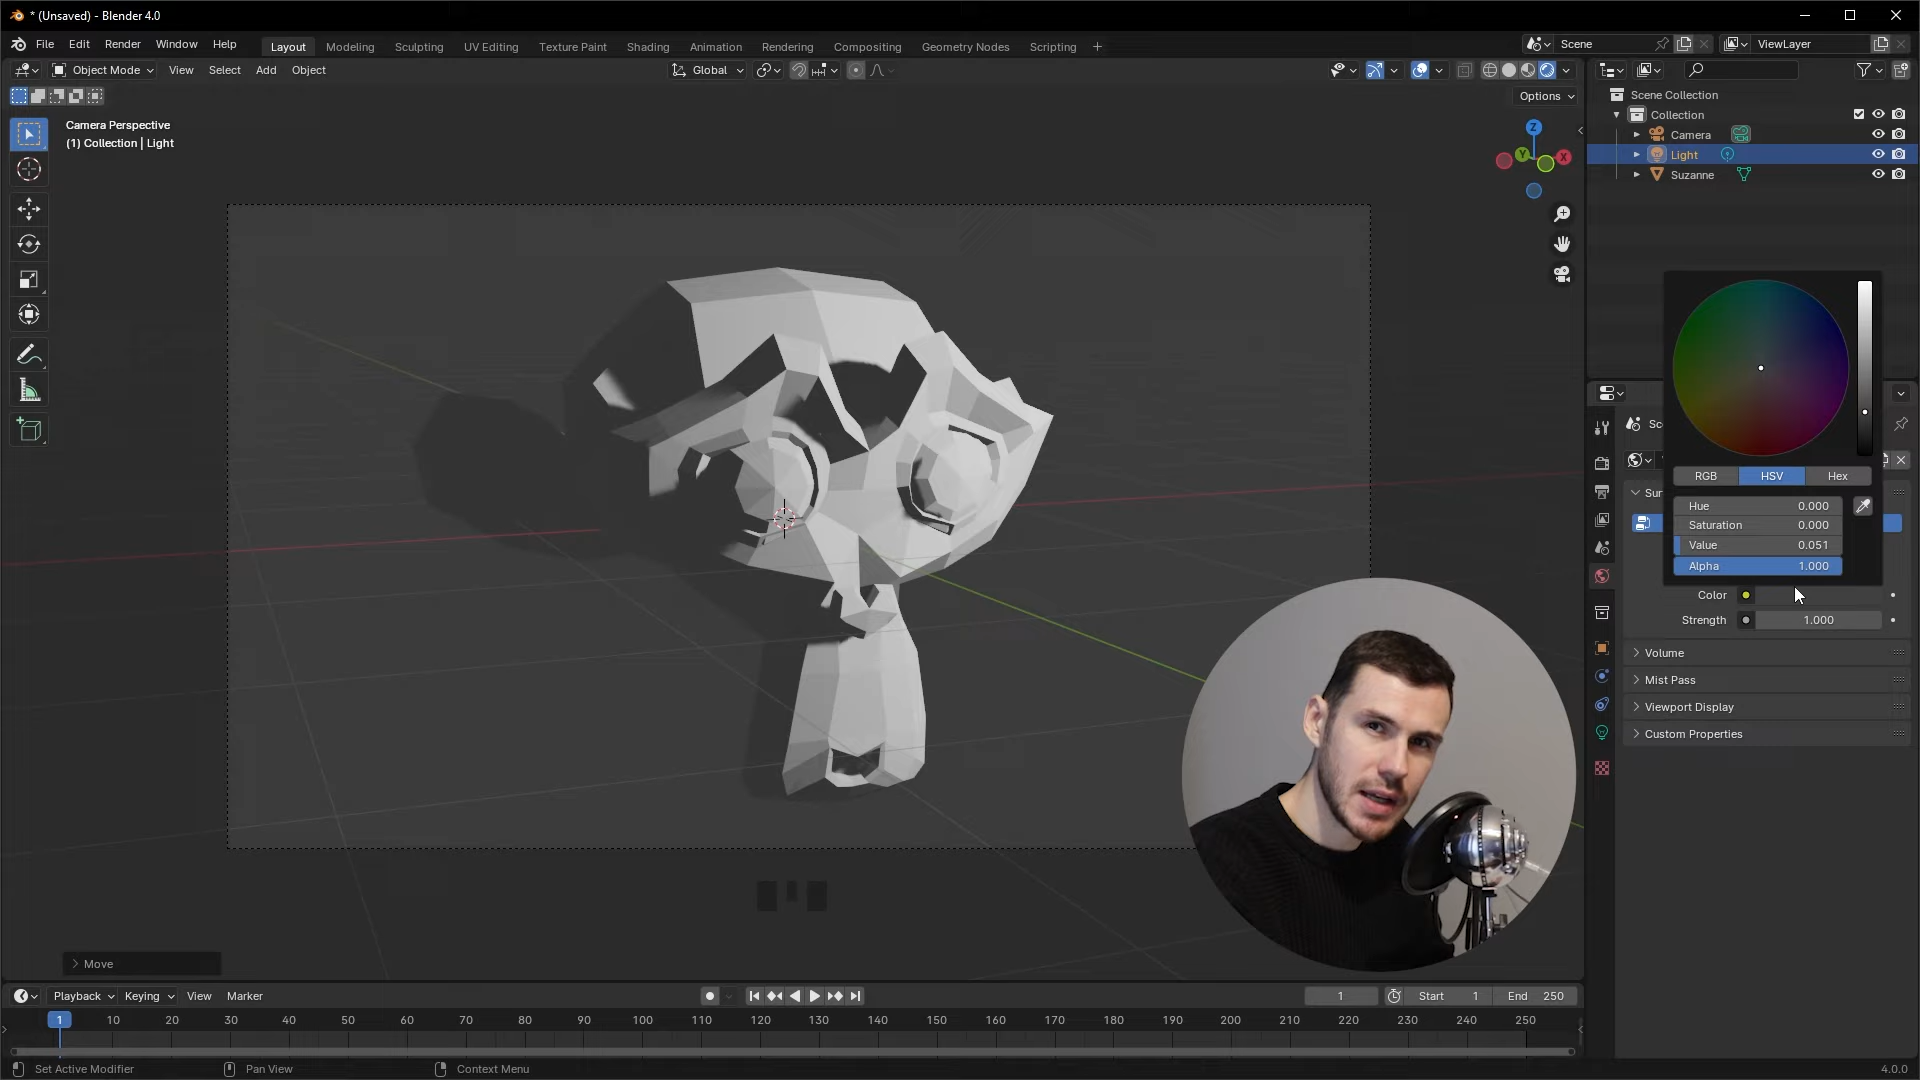 * (Unsaved) - Blender 4.0
File Edit Render Window Help Layout Modeling Sculpting UV Editing Texture Paint Shading Animation Rendering Compositing Geometry Nodes Scripting + Scene ViewLayer
Object Mode View Select Add Object Global
Options
Camera Perspective
(1) Collection | Light
Z
Y
X
Scene Collection
Collection
Camera
Light
Suzanne
RGB HSV Hex
Hue 0.000
Saturation 0.000
Value 0.051
Alpha 1.000
Color
Strength 1.000
Volume
Mist Pass
Viewport Display
Custom Properties
Move
Playback Keying View Marker 1 Start 1 End 250
1 10 20 30 40 50 60 70 80 90 100 110 120 130 140 150 160 170 180 190 200 210 220 230 240 250
Set Active Modifier Pan View Context Menu 4.0.0